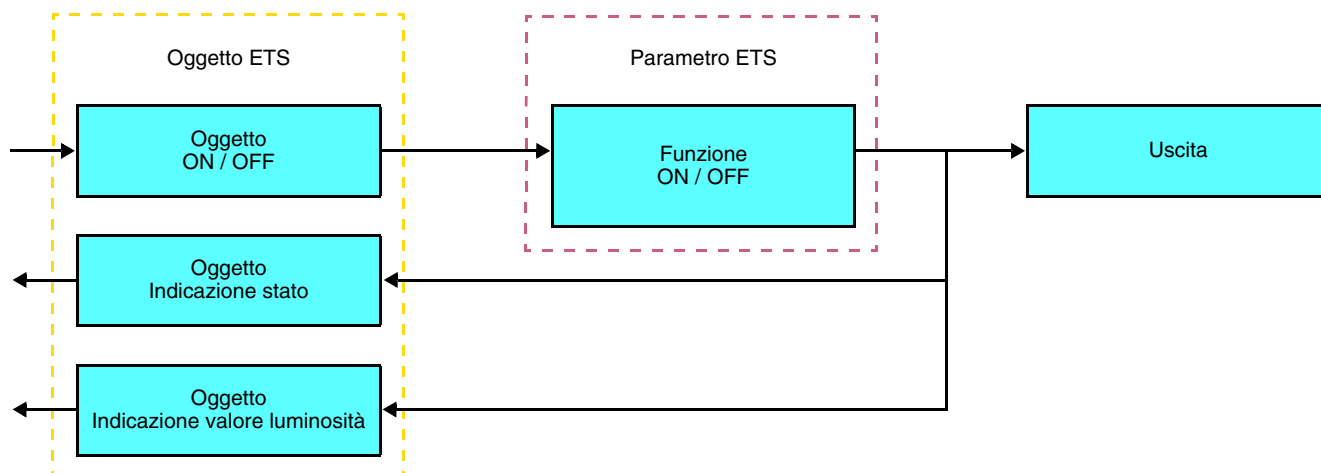 Oggetto ETS
Parametro ETS
Oggetto
ON / OFF
Funzione
ON / OFF
Uscita
Oggetto
Indicazione stato
Oggetto
Indicazione valore luminosità